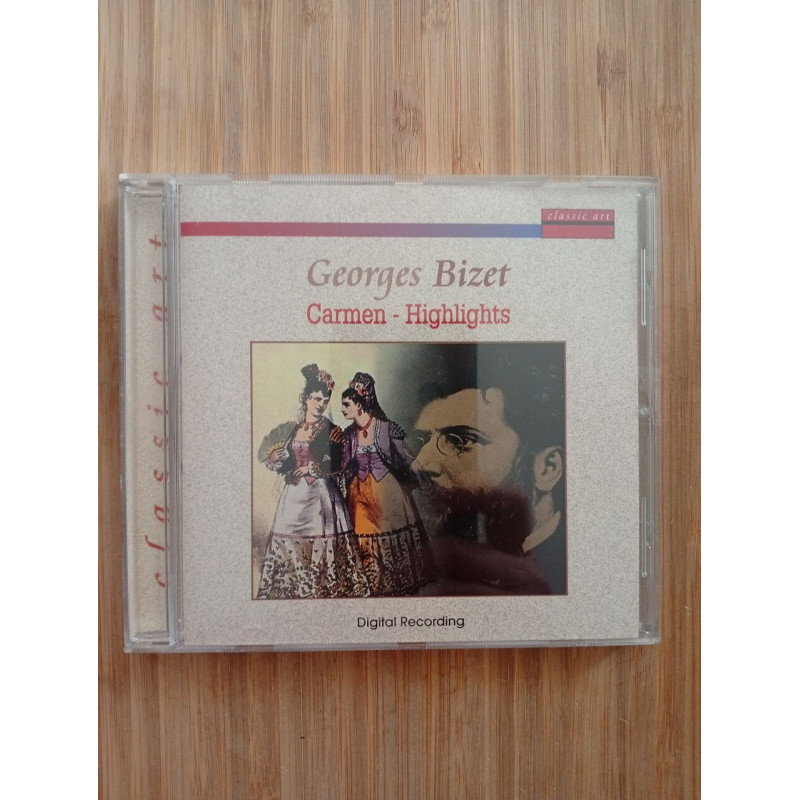 classic art
classic art
Georges Bizet
Carmen - Highlights
Digital Recording